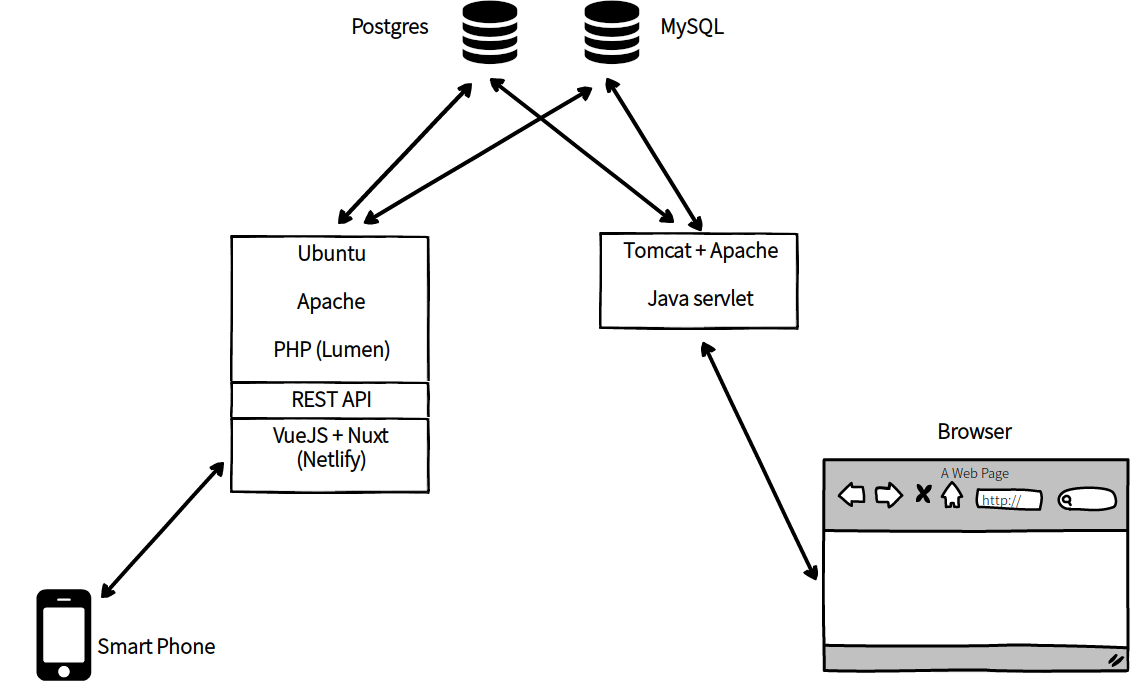 Postgres
MySQL
Ubuntu
Apache
PHP (Lumen)
REST API
VueJS + Nuxt
(Netlify)
Tomcat + Apache
Java servlet
Browser
A Web Page
http://
Smart Phone